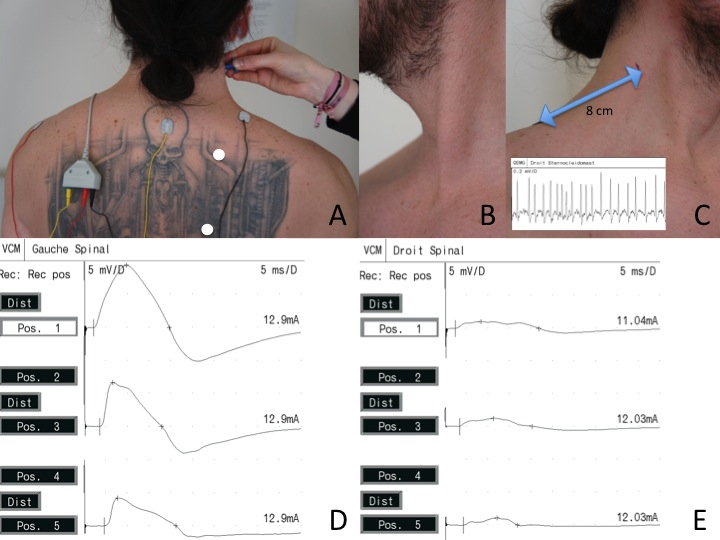 A
B
8 cm
QEMG Droit Sternocleidomast
0.2 mV/D
C
VCM Gauche Spinal
Rec: Rec pos
5 mV/D
5 ms/D
Dist
Pos. 1
12.9mA
Pos. 2
Dist
Pos. 3
12.9mA
Pos. 4
Dist
Pos. 5
12.9mA
D
VCM Droit Spinal
Rec: Rec pos
5 mV/D
5 ms/D
Dist
Pos. 1
11.04mA
Pos. 2
Dist
Pos. 3
12.03mA
Pos. 4
Dist
Pos. 5
12.03mA
E